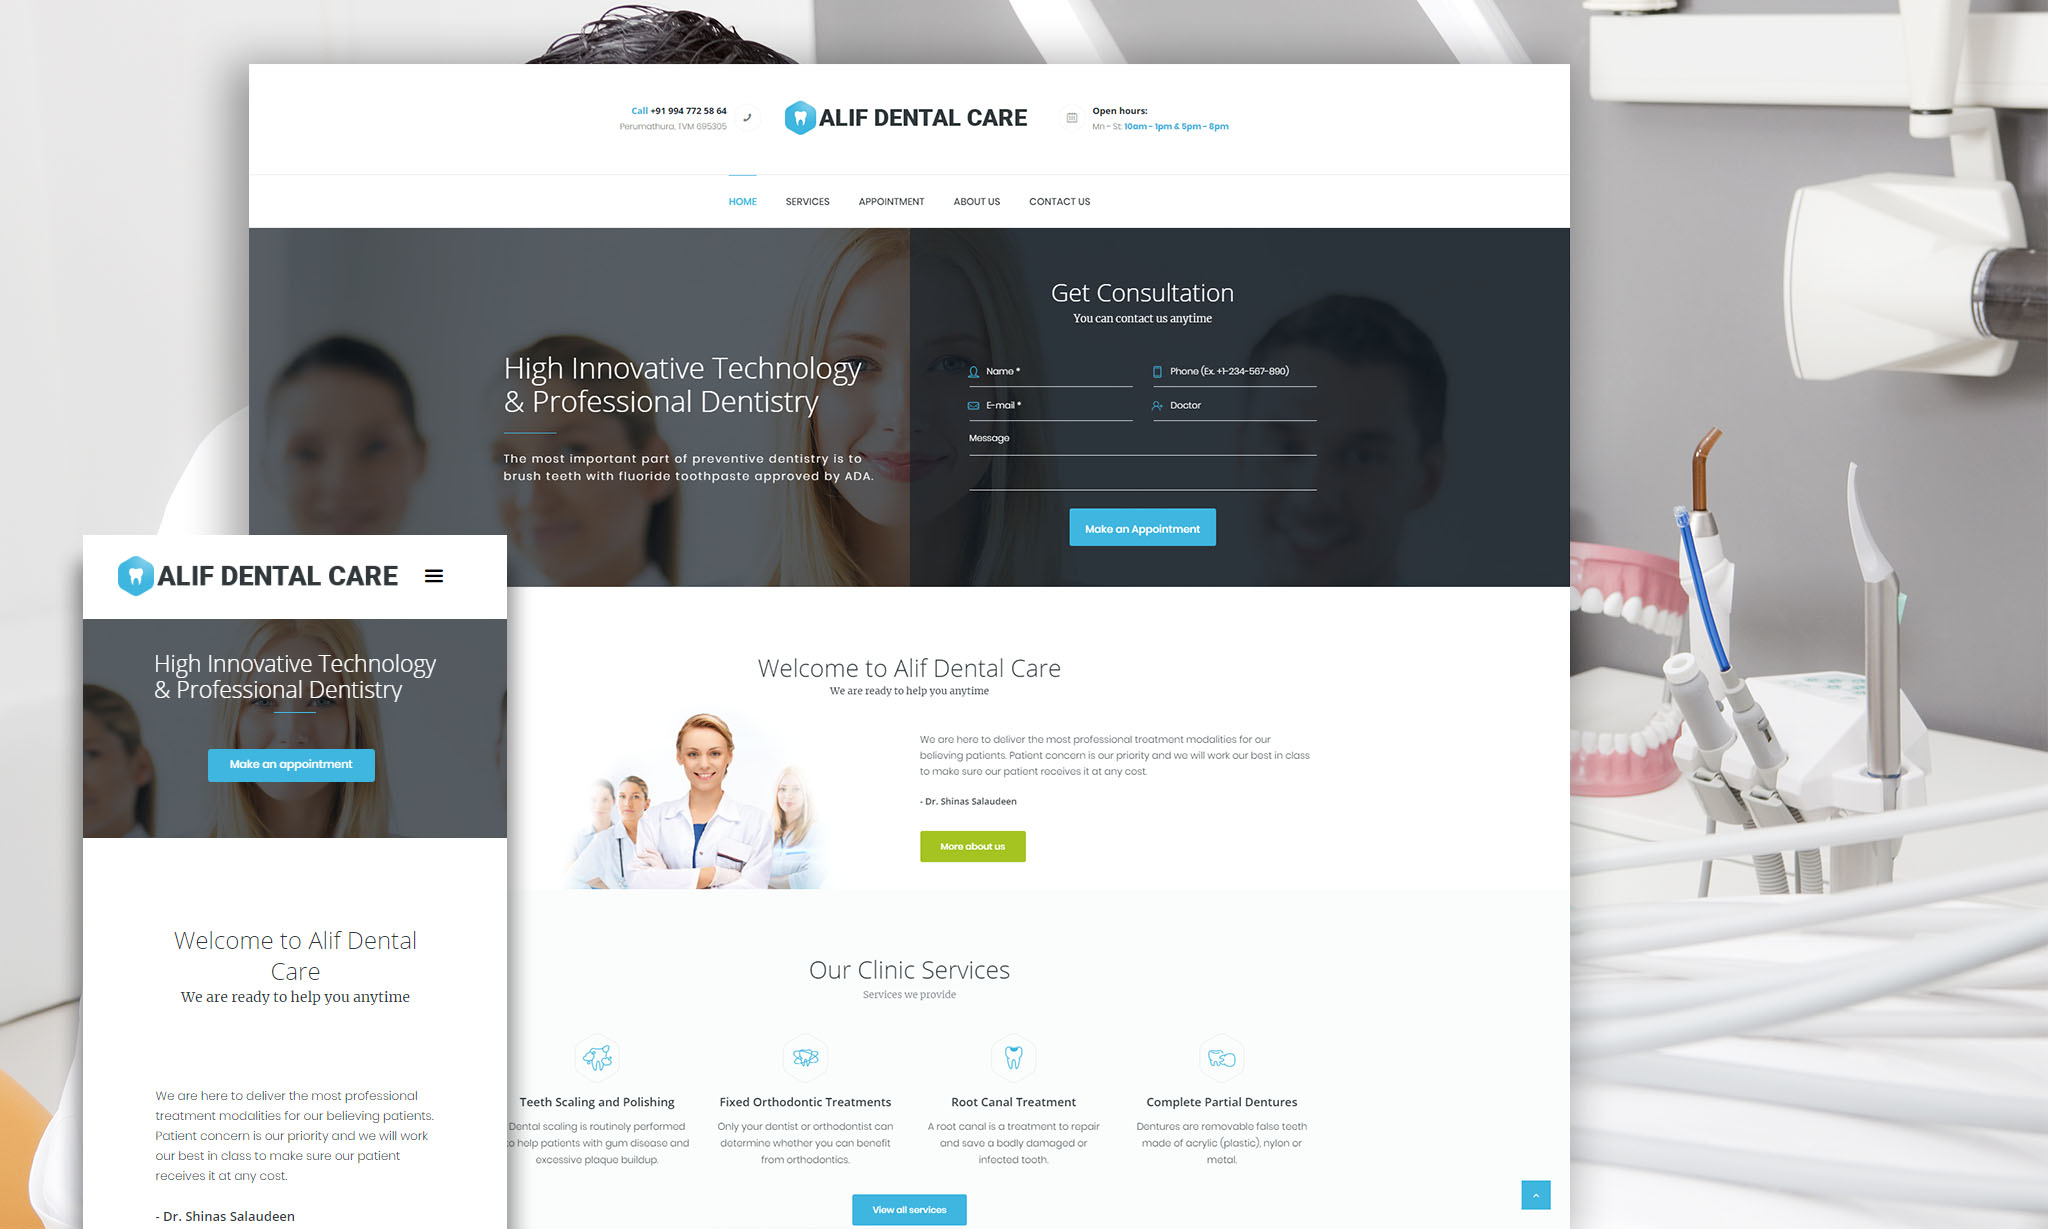 Call +91 994 772 58 64
Perumathura, TVM 695305
ALIF DENTAL CARE
Open hours:
Mn - St: 10am - 1pm & 5pm - 8pm
HOME SERVICES APPOINTMENT ABOUT US CONTACT US
High Innovative Technology
& Professional Dentistry
The most important part of preventive dentistry is to
brush teeth with fluoride toothpaste approved by ADA.
Get Consultation
You can contact us anytime
Name * Phone (Ex. +1-234-567-890)
E-mail * Doctor
Message
Make an Appointment
Welcome to Alif Dental Care
We are ready to help you anytime
We are here to deliver the most professional treatment modalities for our
believing patients. Patient concern is our priority and we will work our best in class
to make sure our patient receives it at any cost.
- Dr. Shinas Salaudeen
More about us
Our Clinic Services
Services we provide
Teeth Scaling and Polishing
Dental scaling is routinely performed
to help patients with gum disease and
excessive plaque buildup.
Fixed Orthodontic Treatments
Only your dentist or orthodontist can
determine whether you can benefit
from orthodontics.
Root Canal Treatment
A root canal is a treatment to repair
and save a badly damaged or
infected tooth.
Complete Partial Dentures
Dentures are removable false teeth
made of acrylic (plastic), nylon or
metal.
View all services
ALIF DENTAL CARE
High Innovative Technology
& Professional Dentistry
Make an appointment
Welcome to Alif Dental
Care
We are ready to help you anytime
We are here to deliver the most professional
treatment modalities for our believing patients.
Patient concern is our priority and we will work
our best in class to make sure our patient
receives it at any cost.
- Dr. Shinas Salaudeen